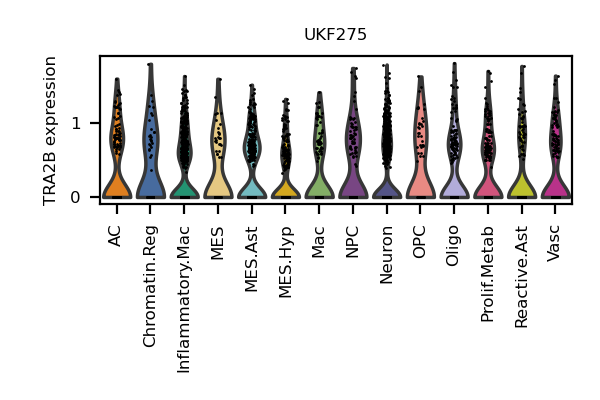 UKF275
TRA2B expression
1
0
AC
Chromatin.Reg
Inflammatory.Mac
MES
MES.Ast
MES.Hyp
Mac
NPC
Neuron
OPC
Oligo
Prolif.Metab
Reactive.Ast
Vasc